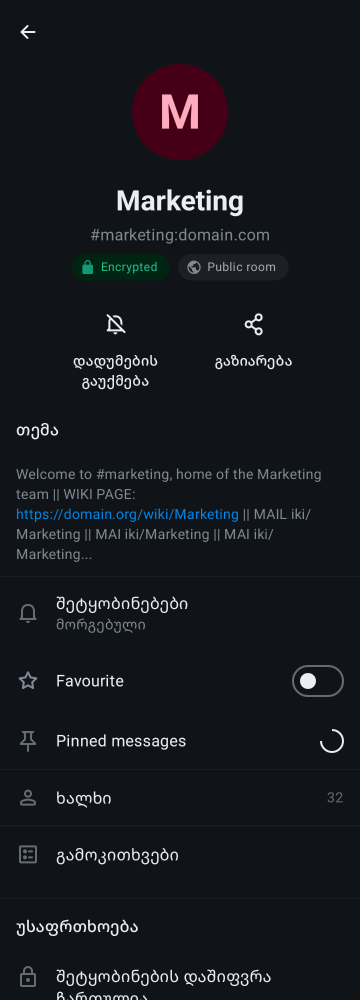 M
Marketing
#marketing:domain.com
Encrypted
Public room
დადუმების
გაუქმება
გაზიარება
თემა
Welcome to #marketing, home of the Marketing
team || WIKI PAGE:
https://domain.org/wiki/Marketing || MAIL iki/
Marketing || MAI iki/Marketing || MAI iki/
Marketing...
შეტყობინებები
მორგებული
Favourite
Pinned messages
ხალხი
32
გამოკითხვები
უსაფრთხოება
შეტყობინების დაშიფვრა
ჩართულია